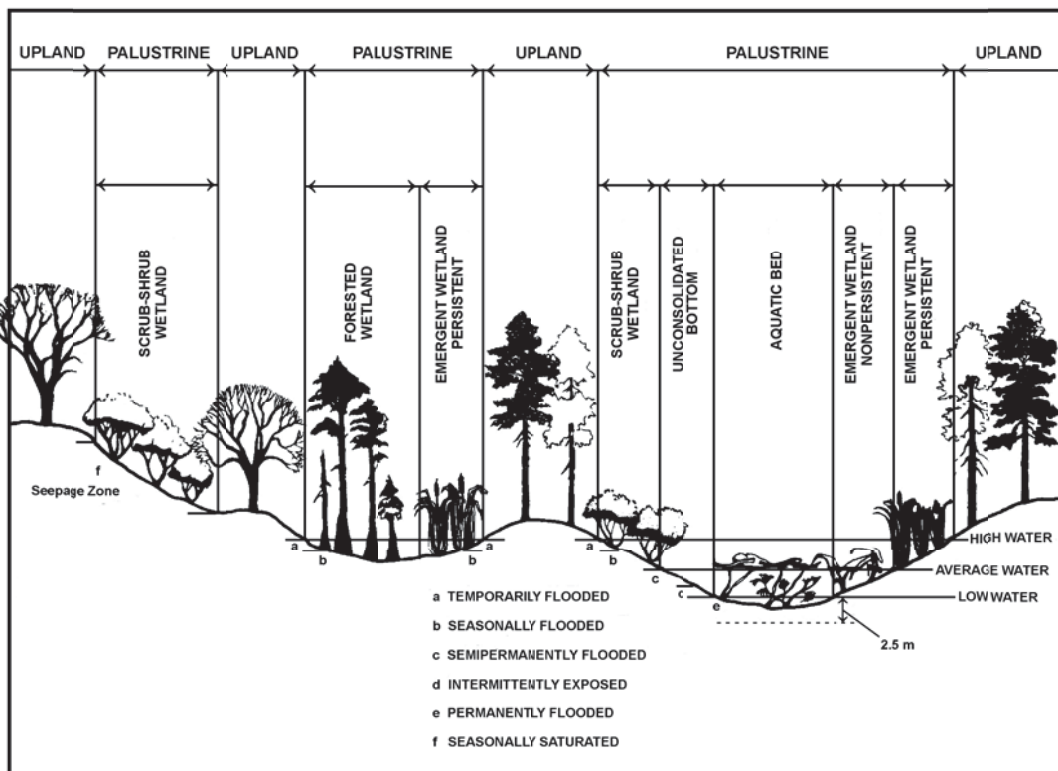 UPLAND PALUSTRINE UPLAND PALUSTRINE UPLAND PALUSTRINE UPLAND
SCRUB-SHRUB
WETLAND
FORESTED
WETLAND
EMERGENT WETLAND
PERSISTENT
SCRUB-SHRUB
WETLAND
UNCONSOLIDATED
BOTTOM
AQUATIC BED
EMERGENT WETLAND
NONPERSISTENT
EMERGENT WETLAND
PERSISTENT
f
Seepage Zone
a
b
b
a
a
b
c
d
e
HIGH WATER
AVERAGE WATER
LOW WATER
2.5 m
a TEMPORARILY FLOODED
b SEASONALLY FLOODED
c SEMIPERMANENTLY FLOODED
d INTERMITTENTLY EXPOSED
e PERMANENTLY FLOODED
f SEASONALLY SATURATED